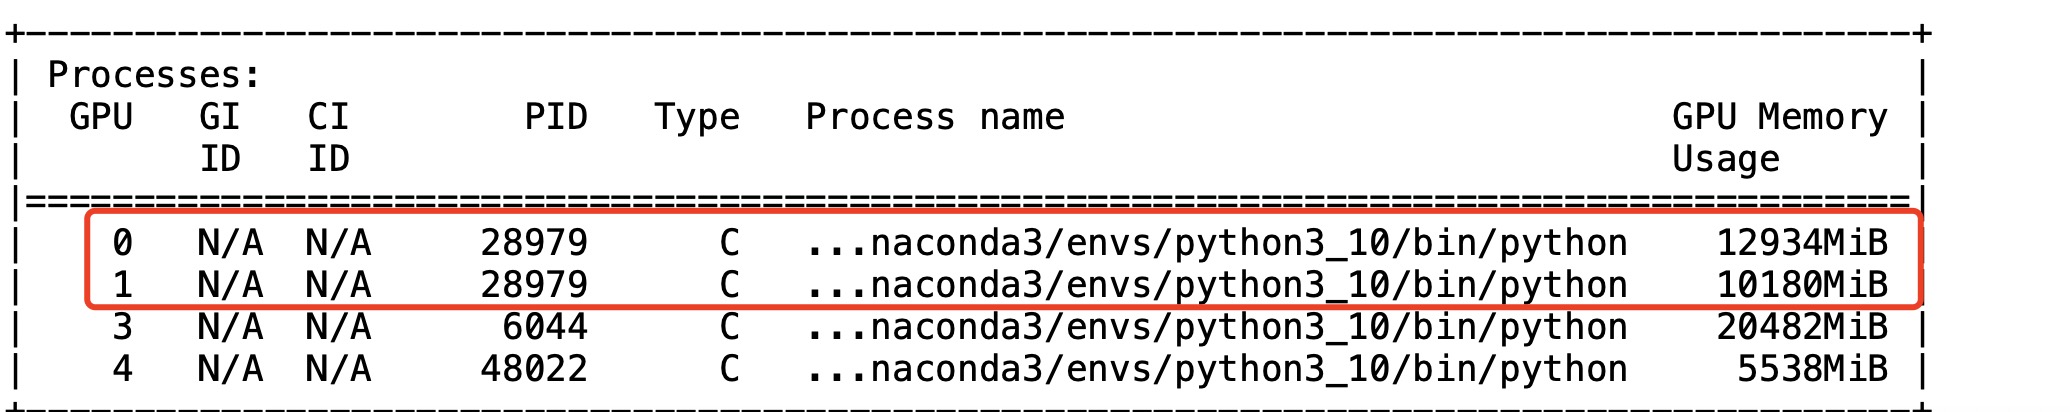 +-----------------------------------------------------------------------------------------+
| Processes:                                                                              |
|  GPU   GI   CI        PID   Type   Process name                            GPU Memory |
|        ID   ID                                                             Usage      |
|=========================================================================================|
|    0   N/A  N/A     28979      C   ...naconda3/envs/python3_10/bin/python    12934MiB |
|    1   N/A  N/A     28979      C   ...naconda3/envs/python3_10/bin/python    10180MiB |
|    3   N/A  N/A      6044      C   ...naconda3/envs/python3_10/bin/python    20482MiB |
|    4   N/A  N/A     48022      C   ...naconda3/envs/python3_10/bin/python     5538MiB |
+-----------------------------------------------------------------------------------------+